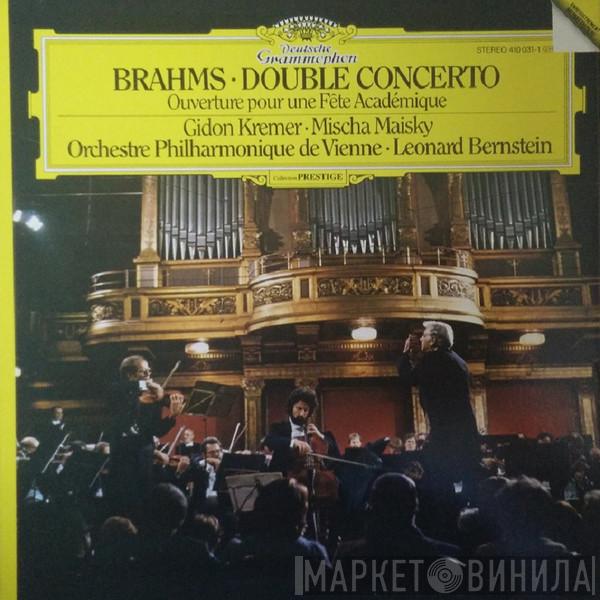 Deutsche
Grammophon
STEREO 410 031-1
BRAHMS · DOUBLE CONCERTO
Ouverture pour une Fête Académique
Gidon Kremer · Mischa Maisky
Orchestre Philharmonique de Vienne · Leonard Bernstein
Collection PRESTIGE
МАРКЕТ ВИНИЛА